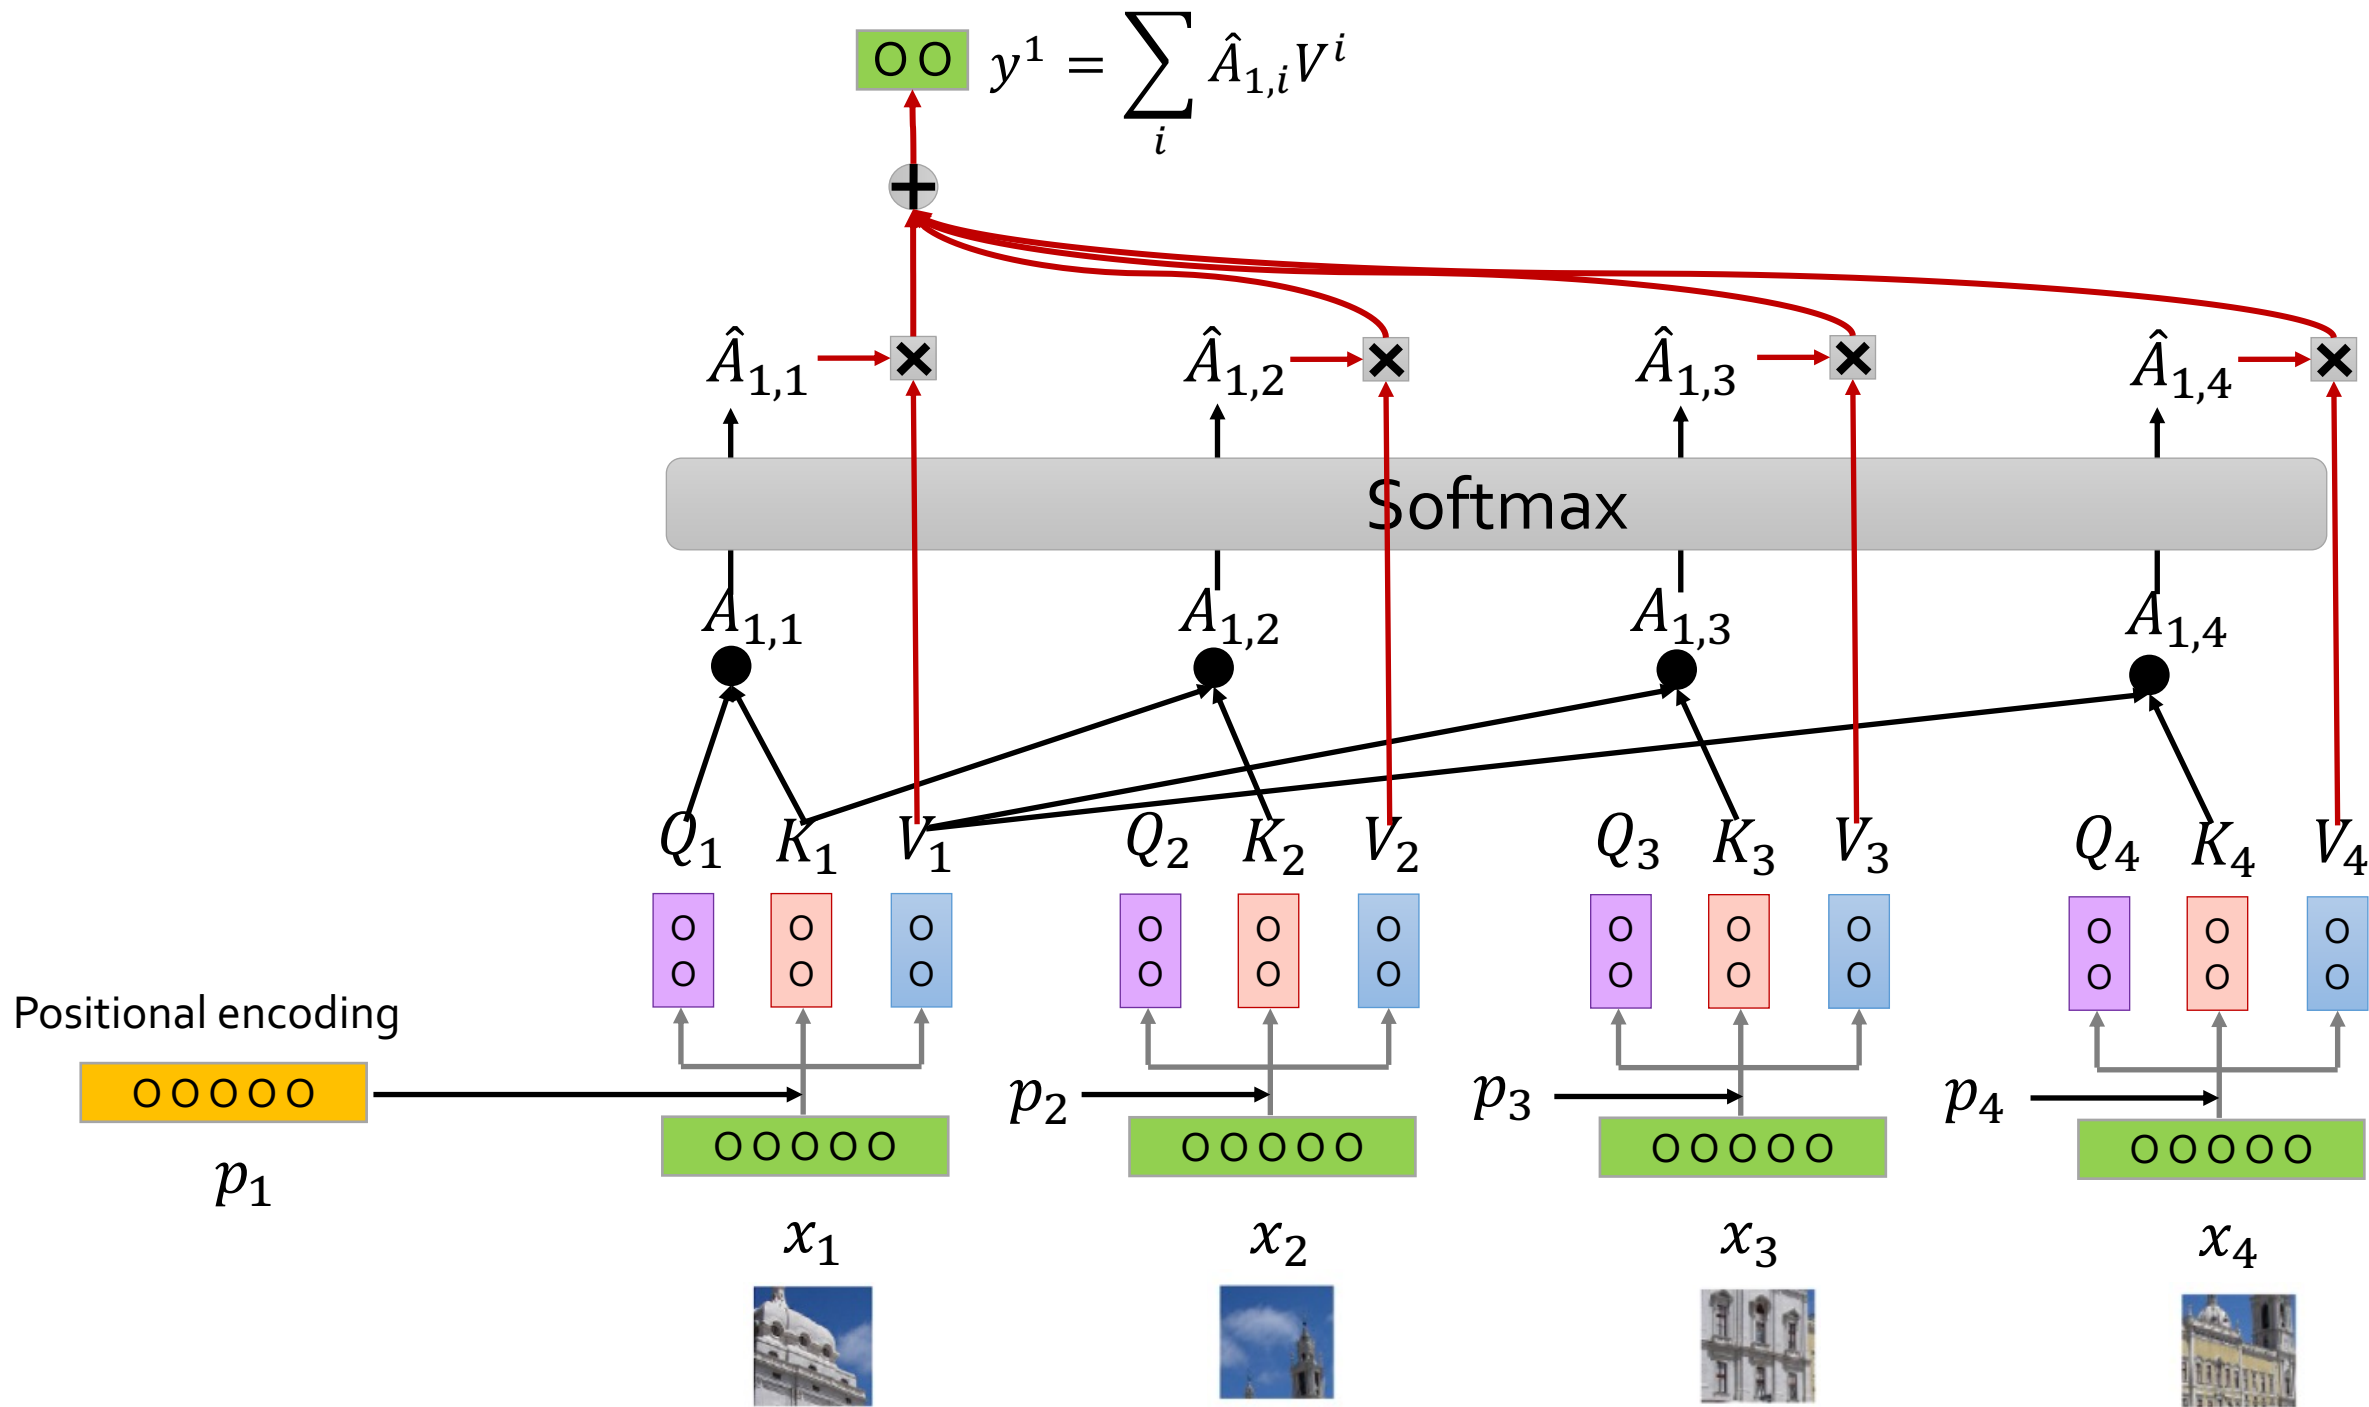 O O y¹ = ∑ᵢ Â₁,ᵢVⁱ
Â₁,₁ Â₁,₂ Â₁,₃ Â₁,₄
Softmax
A₁,₁ A₁,₂ A₁,₃ A₁,₄
Q₁ K₁ V₁ Q₂ K₂ V₂ Q₃ K₃ V₃ Q₄ K₄ V₄
O O O O O O O O O O O O
O O O O O O O O O O O O
Positional encoding
O O O O O p₂ p₃ p₄
O O O O O O O O O O O O O O O O O O O O
p₁
x₁ x₂ x₃ x₄